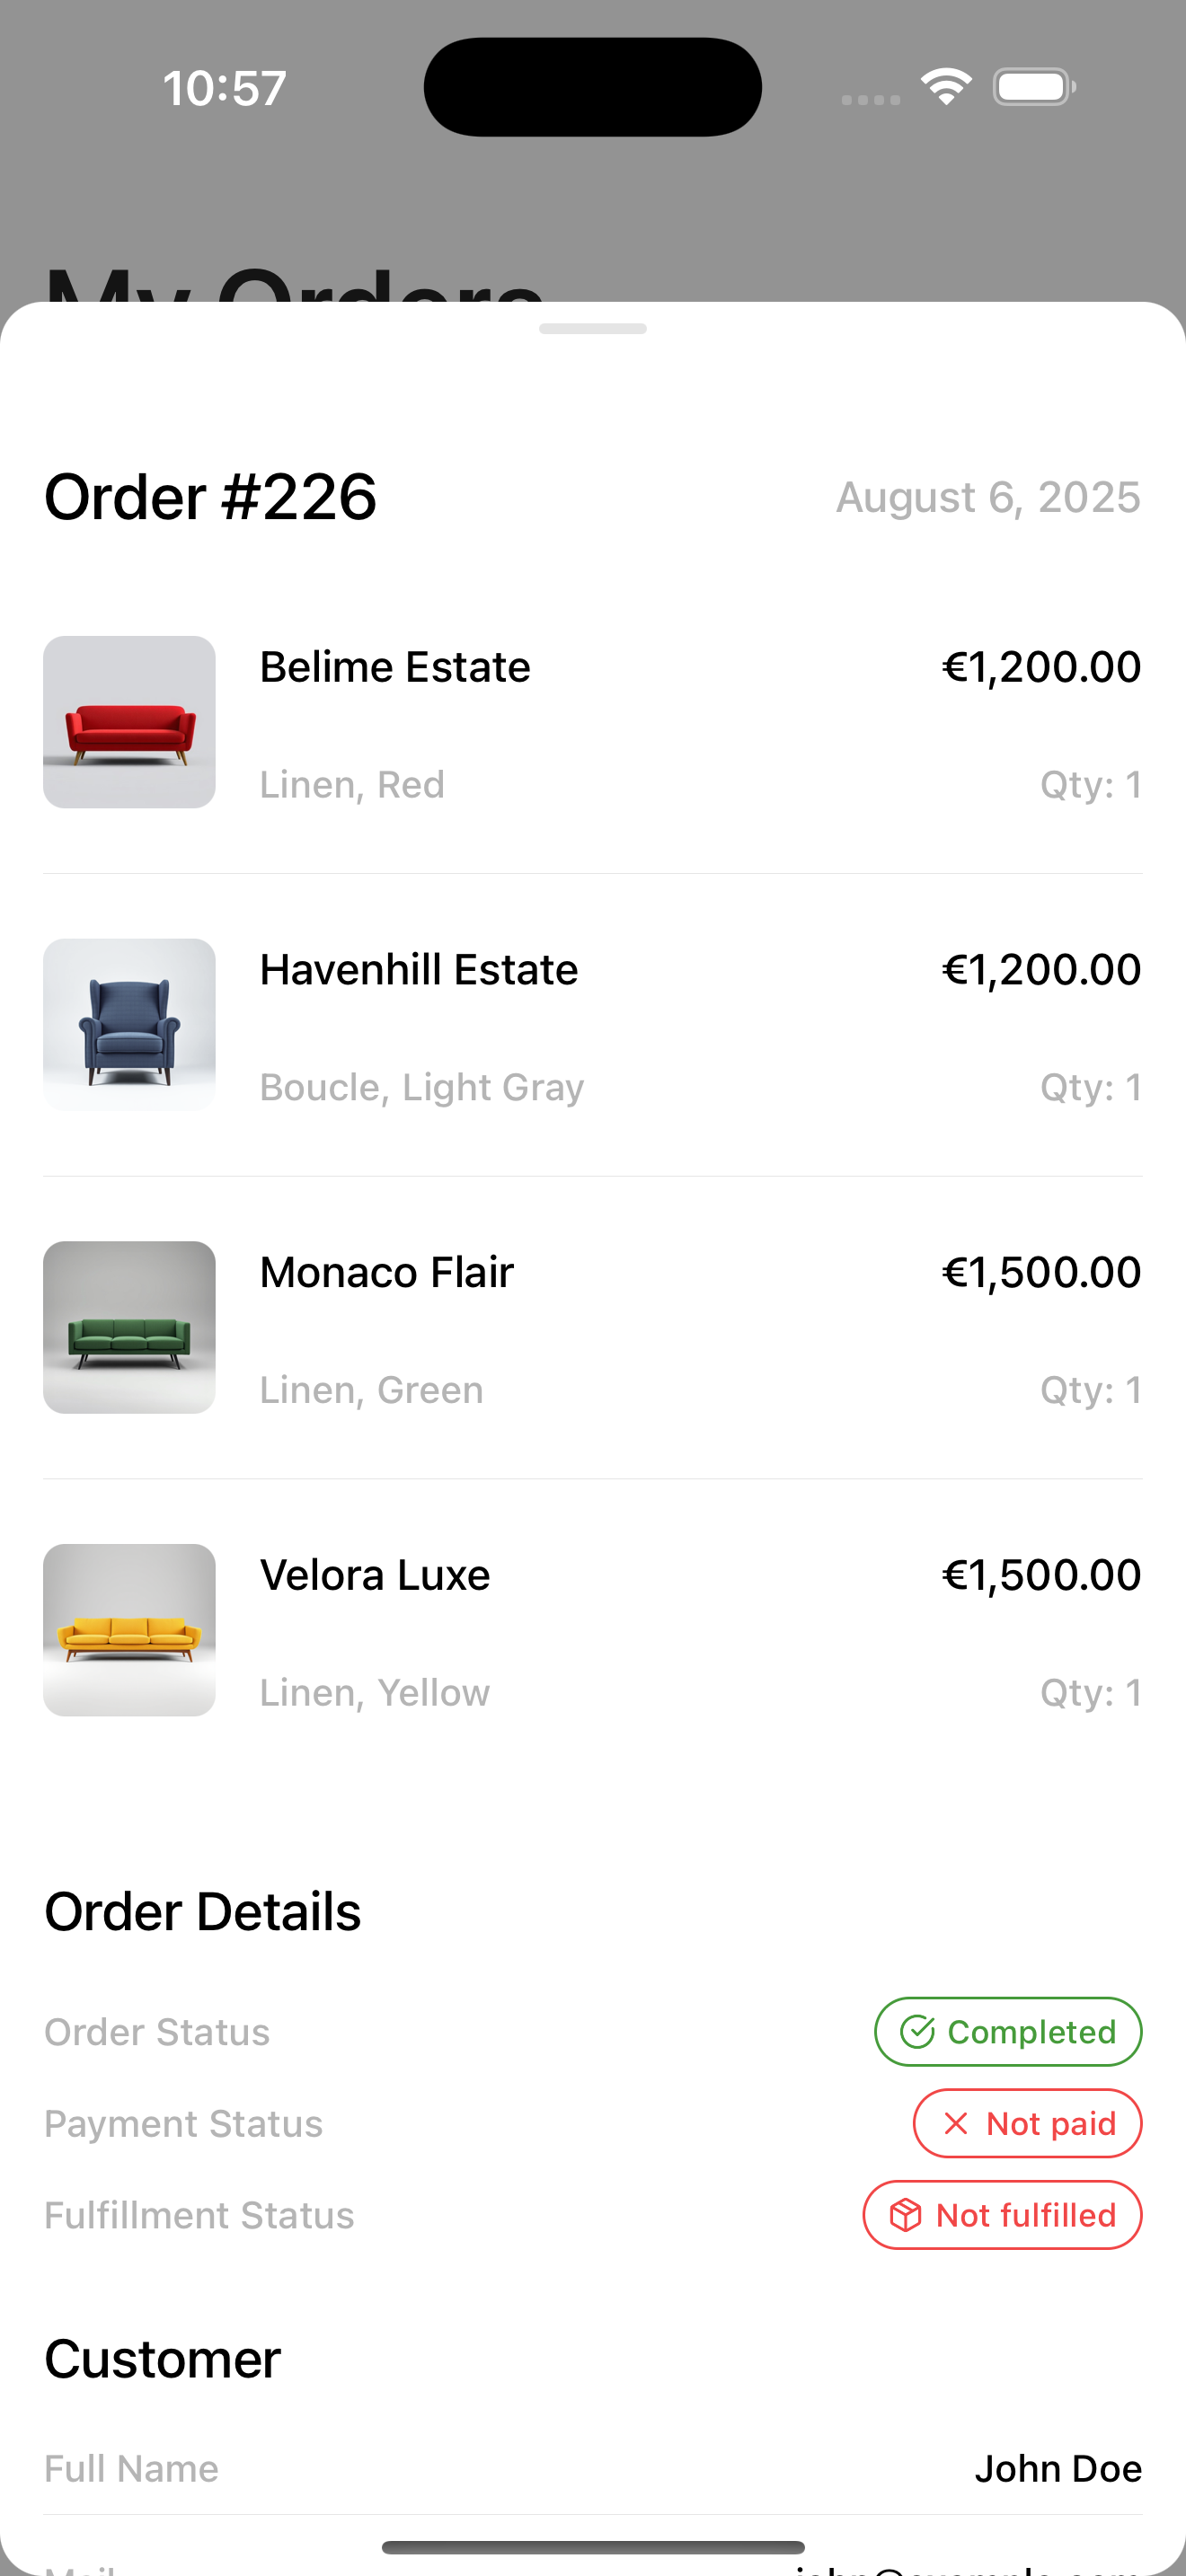 10:57
My Orders
Order #226
August 6, 2025
Belime Estate
€1,200.00
Linen, Red
Qty: 1
Havenhill Estate
€1,200.00
Boucle, Light Gray
Qty: 1
Monaco Flair
€1,500.00
Linen, Green
Qty: 1
Velora Luxe
€1,500.00
Linen, Yellow
Qty: 1
Order Details
Order Status
Completed
Payment Status
Not paid
Fulfillment Status
Not fulfilled
Customer
Full Name
John Doe